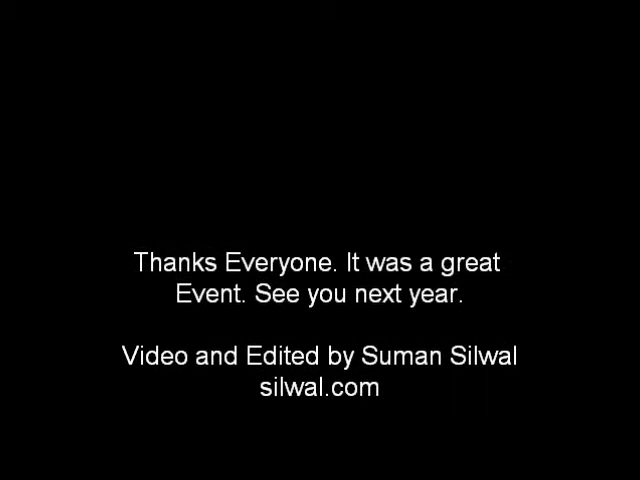 Thanks Everyone. It was a great
Event. See you next year.
Video and Edited by Suman Silwal
silwal.com